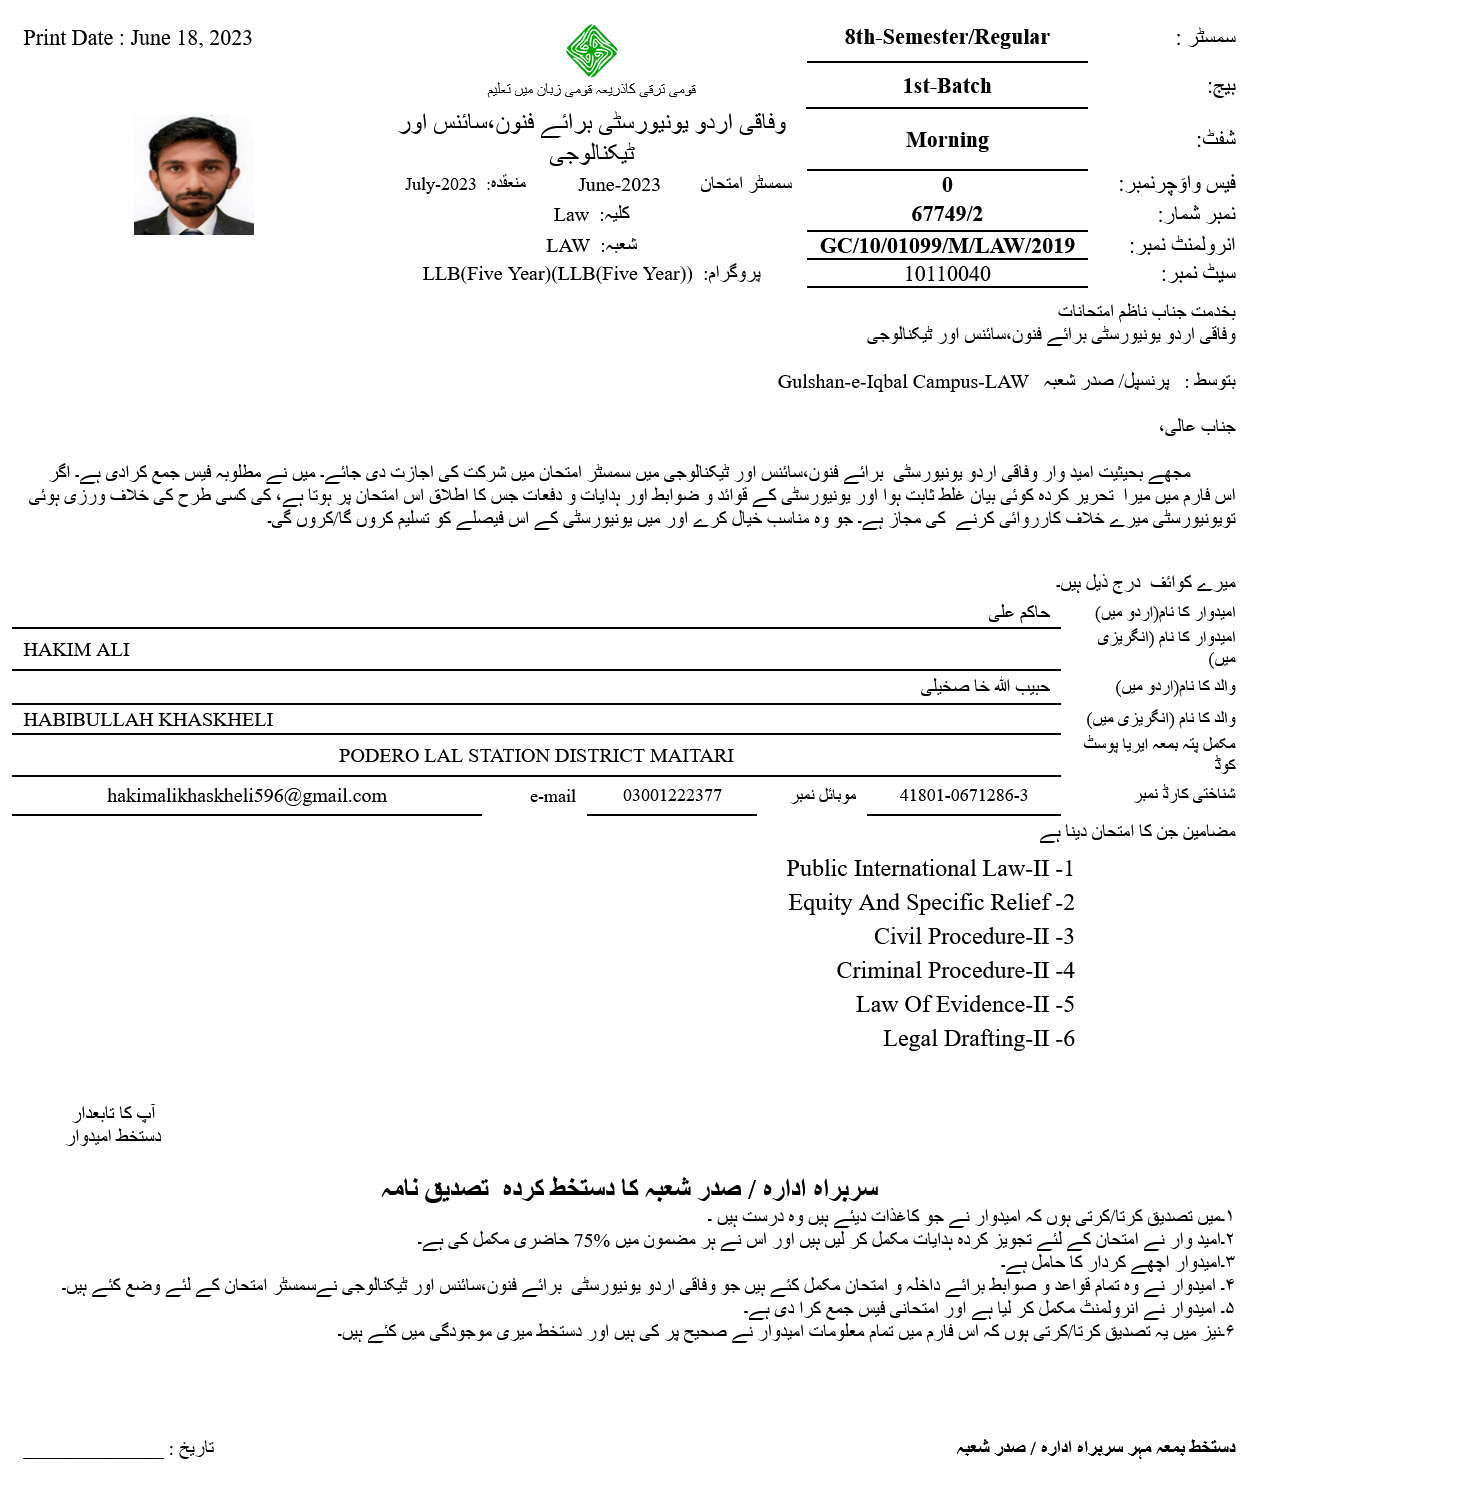 Print Date : June 18, 2023
سمسٹر : 8th-Semester/Regular
بیچ: 1st-Batch
شفٹ: Morning
فیس واؤچرنمبر: 0
نمبر شمار: 67749/2
انرولمنٹ نمبر: GC/10/01099/M/LAW/2019
سیٹ نمبر: 10110040
قومی ترقی کاذریعہ قومی زبان میں تعلیم
وفاقی اردو یونیورسٹی برائے فنون،سائنس اور
ٹیکنالوجی
سمسٹر امتحان June-2023 منعقدہ: July-2023
کلیہ: Law
شعبہ: LAW
پروگرام: LLB(Five Year)(LLB(Five Year))
بخدمت جناب ناظم امتحانات
وفاقی اردو یونیورسٹی برائے فنون،سائنس اور ٹیکنالوجی
بتوسط : پرنسپل/ صدر شعبہ Gulshan-e-Iqbal Campus-LAW
جناب عالی،
مجھے بحیثیت امید وار وفاقی اردو یونیورسٹی برائے فنون،سائنس اور ٹیکنالوجی میں سمسٹر امتحان میں شرکت کی اجازت دی جائے۔ میں نے مطلوبہ فیس جمع کرادی ہے۔ اگر
اس فارم میں میرا تحریر کردہ کوئی بیان غلط ثابت ہوا اور یونیورسٹی کے قوائد و ضوابط اور ہدایات و دفعات جس کا اطلاق اس امتحان پر ہوتا ہے، کی کسی طرح کی خلاف ورزی ہوئی
تویونیورسٹی میرے خلاف کارروائی کرنے کی مجاز ہے۔ جو وہ مناسب خیال کرے اور میں یونیورسٹی کے اس فیصلے کو تسلیم کروں گا/کروں گی۔
میرے کوائف درج ذیل ہیں۔
امیدوار کا نام(اردو میں) حاکم علی
امیدوار کا نام (انگریزی
میں) HAKIM ALI
والد کا نام(اردو میں) حبیب اللہ خا صخیلی
والد کا نام (انگریزی میں) HABIBULLAH KHASKHELI
مکمل پتہ بمعہ ایریا پوسٹ
کوڈ PODERO LAL STATION DISTRICT MAITARI
شناختی کارڈ نمبر 41801-0671286-3 موبائل نمبر 03001222377 e-mail hakimalikhaskheli596@gmail.com
مضامین جن کا امتحان دینا ہے
Public International Law-II -1
Equity And Specific Relief -2
Civil Procedure-II -3
Criminal Procedure-II -4
Law Of Evidence-II -5
Legal Drafting-II -6
آپ کا تابعدار
دستخط امیدوار
سربراہ ادارہ / صدر شعبہ کا دستخط کردہ تصدیق نامہ
۱۔میں تصدیق کرتا/کرتی ہوں کہ امیدوار نے جو کاغذات دیئے ہیں وہ درست ہیں ۔
۲۔امید وار نے امتحان کے لئے تجویز کردہ ہدایات مکمل کر لیں ہیں اور اس نے ہر مضمون میں 75% حاضری مکمل کی ہے۔
۳۔امیدوار اچھے کردار کا حامل ہے۔
۴۔ امیدوار نے وہ تمام قواعد و صوابط برائے داخلہ و امتحان مکمل کئے ہیں جو وفاقی اردو یونیورسٹی برائے فنون،سائنس اور ٹیکنالوجی نےسمسٹر امتحان کے لئے وضع کئے ہیں۔
۵۔ امیدوار نے انرولمنٹ مکمل کر لیا ہے اور امتحانی فیس جمع کرا دی ہے۔
۶۔نیز میں یہ تصدیق کرتا/کرتی ہوں کہ اس فارم میں تمام معلومات امیدوار نے صحیح پر کی ہیں اور دستخط میری موجودگی میں کئے ہیں۔
دستخط بمعہ مہر سربراہ ادارہ / صدر شعبہ
تاریخ : ______________